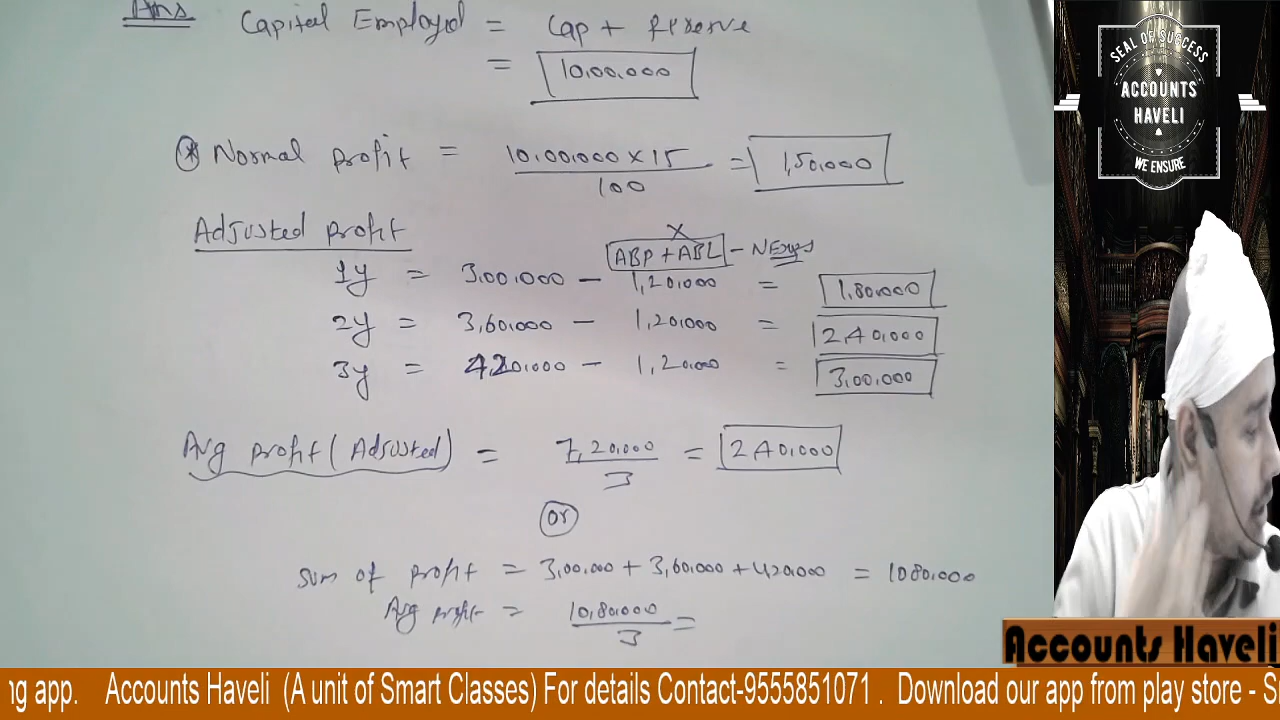 Ans Capital Employed = Cap + Reserve
= 10,00,000
* Normal profit = 10,00,000 x 15 / 100 = 1,50,000
Adjusted profit
X
ABP + ABL - NExps
1y = 3,00,000 - 1,20,000 = 1,80,000
2y = 3,60,000 - 1,20,000 = 2,40,000
3y = 4,20,000 - 1,20,000 = 3,00,000
Avg profit (Adjusted) = 7,20,000 / 3 = 2,40,000
or
Sum of profit = 3,00,000 + 3,60,000 + 4,20,000 = 10,80,000
Avg profit = 10,80,000 / 3 =
SEAL OF SUCCESS
ACCOUNTS
HAVELI
WE ENSURE
Accounts Haveli
ng app. Accounts Haveli (A unit of Smart Classes) For details Contact-9555851071 . Download our app from play store - S